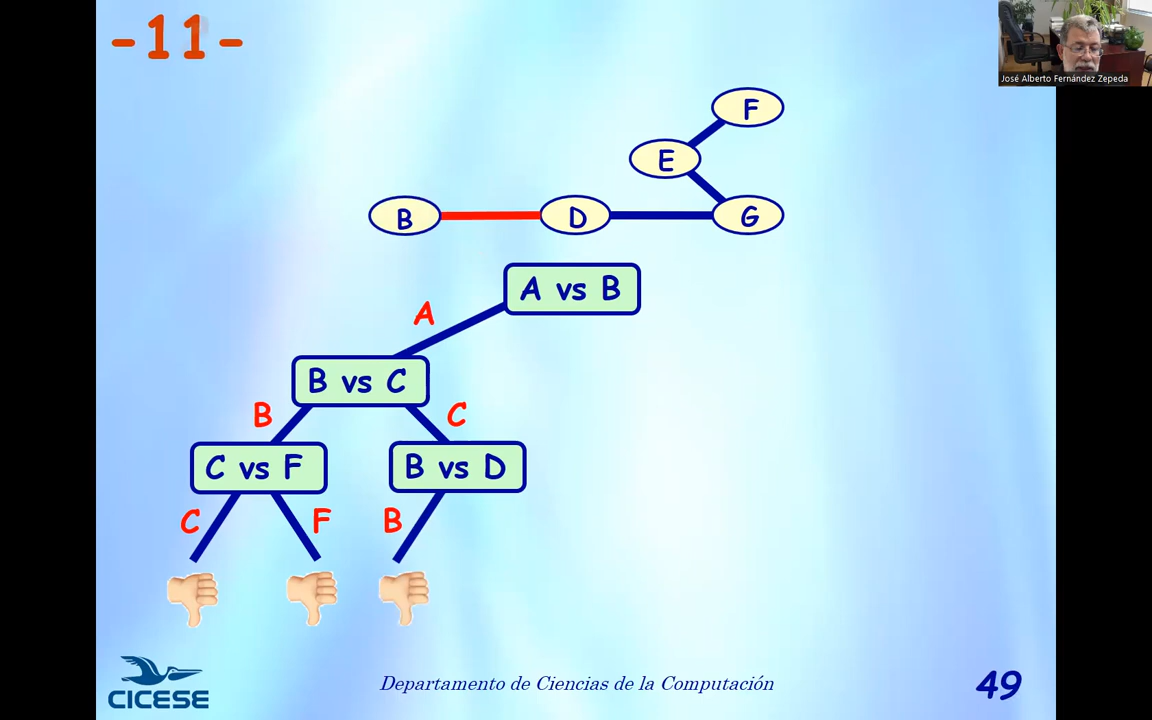 -11-
José Alberto Fernández Zepeda
F
E
B
D
G
A vs B
A
B vs C
B
C
C vs F
B vs D
C
F
B
CICESE
Departamento de Ciencias de la Computación
49